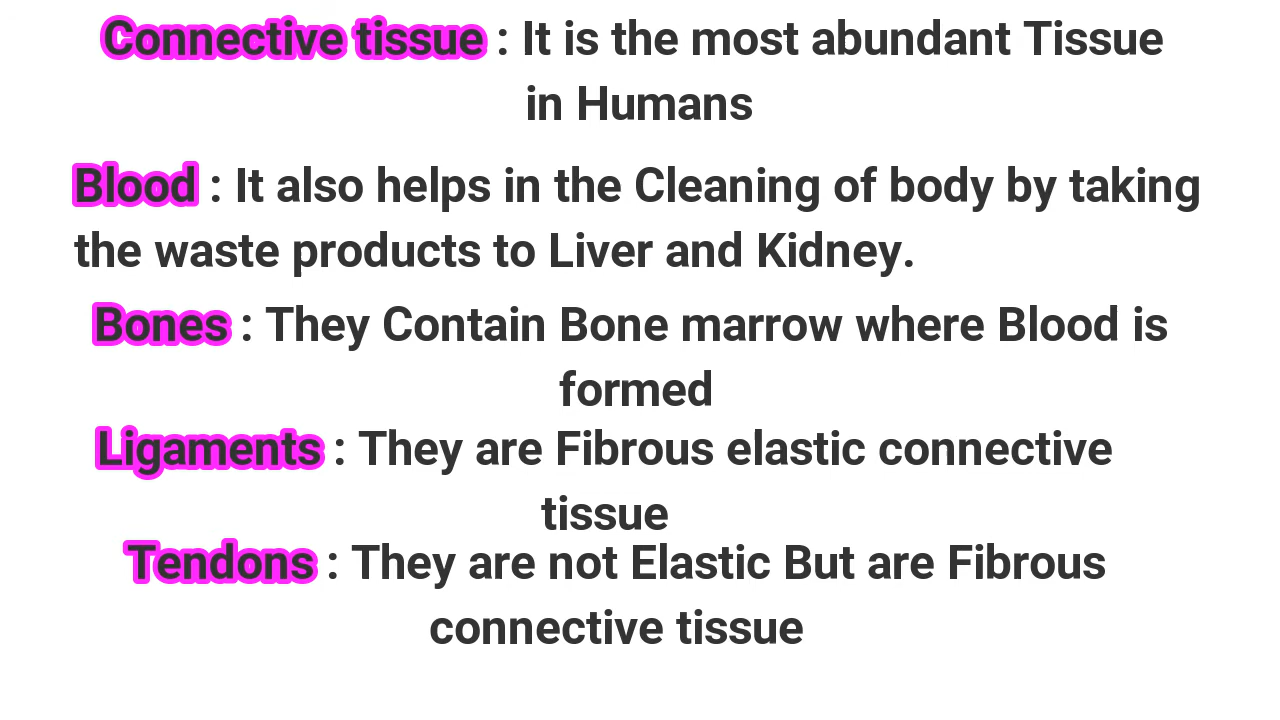 Connective tissue : It is the most abundant Tissue
in Humans
Blood : It also helps in the Cleaning of body by taking
the waste products to Liver and Kidney.
Bones : They Contain Bone marrow where Blood is
formed
Ligaments : They are Fibrous elastic connective
tissue
Tendons : They are not Elastic But are Fibrous
connective tissue